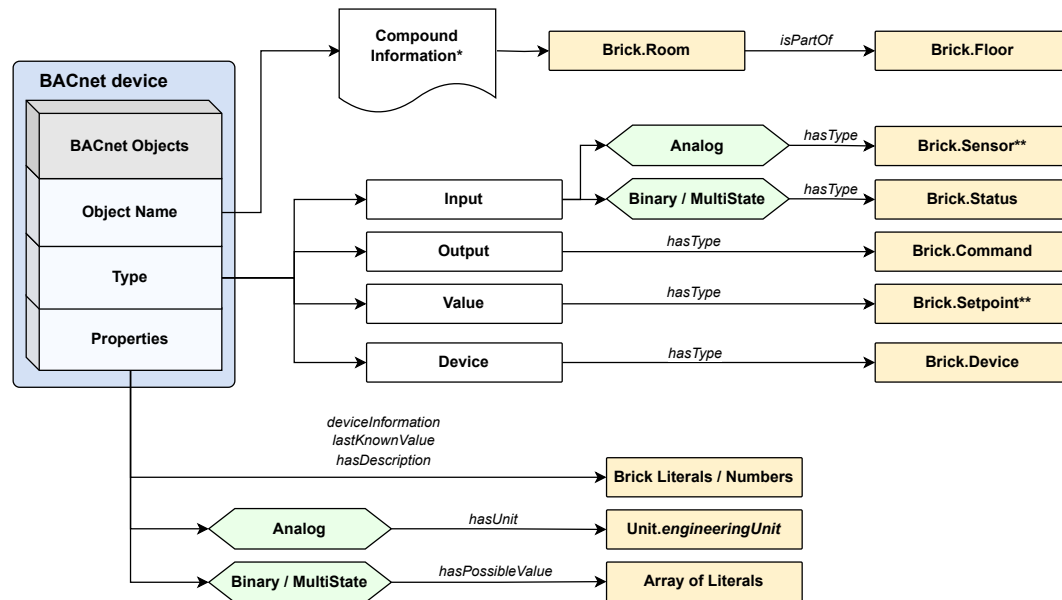 Compound
Information*
Brick.Room
isPartOf
Brick.Floor
BACnet device
BACnet Objects
Object Name
Type
Properties
Analog
hasType
Brick.Sensor**
Input
Binary / MultiState
hasType
Brick.Status
Output
hasType
Brick.Command
Value
hasType
Brick.Setpoint**
Device
hasType
Brick.Device
deviceInformation
lastKnownValue
hasDescription
Brick Literals / Numbers
Analog
hasUnit
Unit.engineeringUnit
Binary / MultiState
hasPossibleValue
Array of Literals